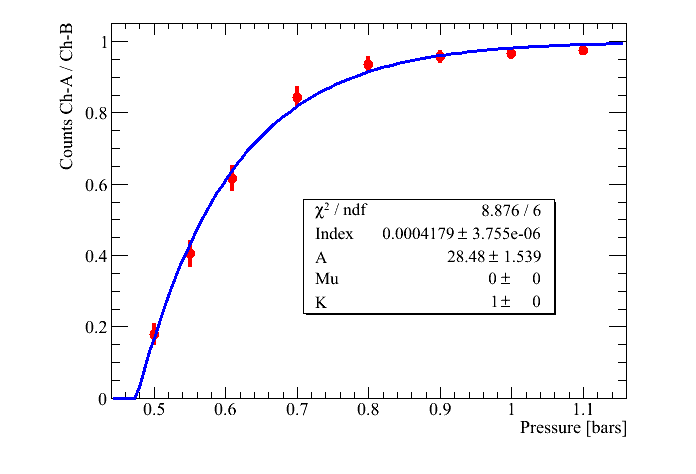 Counts Ch-A / Ch-B
1
0.8
0.6
0.4
0.2
0
χ² / ndf 8.876 / 6
Index 0.0004179 ± 3.755e-06
A 28.48 ± 1.539
Mu 0 ± 0
K 1 ± 0
0.5 0.6 0.7 0.8 0.9 1 1.1
Pressure [bars]